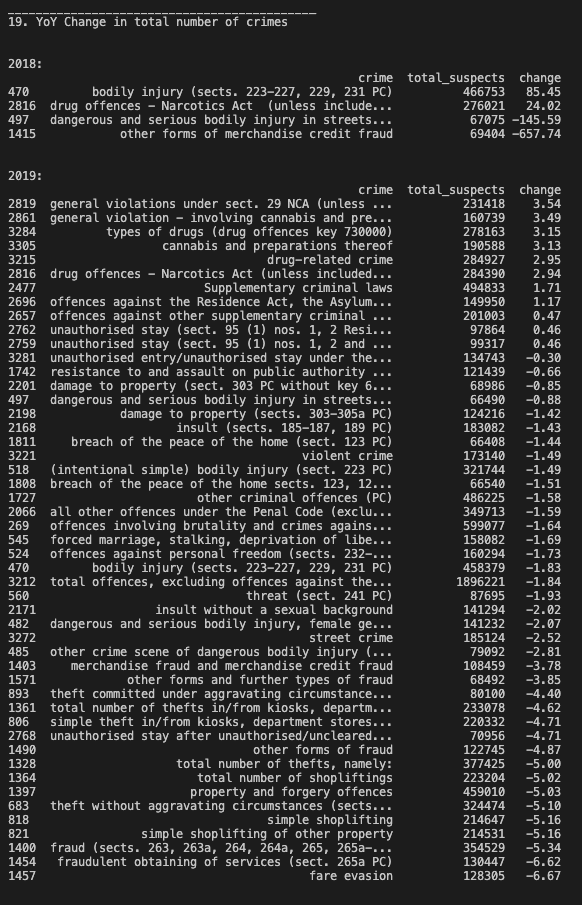 19. YoY Change in total number of crimes
2018:
crime total_suspects change
470 bodily injury (sects. 223-227, 229, 231 PC) 466753 85.45
2816 drug offences - Narcotics Act (unless include... 276021 24.02
497 dangerous and serious bodily injury in streets... 67075 -145.59
1415 other forms of merchandise credit fraud 69404 -657.74
2019:
crime total_suspects change
2819 general violations under sect. 29 NCA (unless ... 231418 3.54
2861 general violation - involving cannabis and pre... 160739 3.49
3284 types of drugs (drug offences key 730000) 278163 3.15
3305 cannabis and preparations thereof 190588 3.13
3215 drug-related crime 284927 2.95
2816 drug offences - Narcotics Act (unless included... 284390 2.94
2477 Supplementary criminal laws 494833 1.71
2696 offences against the Residence Act, the Asylum... 149950 1.17
2657 offences against other supplementary criminal ... 201003 0.47
2762 unauthorised stay (sect. 95 (1) nos. 1, 2 Resi... 97864 0.46
2759 unauthorised stay (sect. 95 (1) nos. 1, 2 and ... 99317 0.46
3281 unauthorised entry/unauthorised stay under the... 134743 -0.30
1742 resistance to and assault on public authority ... 121439 -0.66
2201 damage to property (sect. 303 PC without key 6... 68986 -0.85
497 dangerous and serious bodily injury in streets... 66490 -0.88
2198 damage to property (sects. 303-305a PC) 124216 -1.42
2168 insult (sects. 185-187, 189 PC) 183082 -1.43
1811 breach of the peace of the home (sect. 123 PC) 66408 -1.44
3221 violent crime 173140 -1.49
518 (intentional simple) bodily injury (sect. 223 PC) 321744 -1.49
1808 breach of the peace of the home sects. 123, 12... 66540 -1.51
1727 other criminal offences (PC) 486225 -1.58
2066 all other offences under the Penal Code (exclu... 349713 -1.59
269 offences involving brutality and crimes agains... 599077 -1.64
545 forced marriage, stalking, deprivation of libe... 158082 -1.69
524 offences against personal freedom (sects. 232-... 160294 -1.73
470 bodily injury (sects. 223-227, 229, 231 PC) 458379 -1.83
3212 total offences, excluding offences against the... 1896221 -1.84
560 threat (sect. 241 PC) 87695 -1.93
2171 insult without a sexual background 141294 -2.02
482 dangerous and serious bodily injury, female ge... 141232 -2.07
3272 street crime 185124 -2.52
485 other crime scene of dangerous bodily injury (... 79092 -2.81
1403 merchandise fraud and merchandise credit fraud 108459 -3.78
1571 other forms and further types of fraud 68492 -3.85
893 theft committed under aggravating circumstance... 80100 -4.40
1361 total number of thefts in/from kiosks, departm... 233078 -4.62
806 simple theft in/from kiosks, department stores... 220332 -4.71
2768 unauthorised stay after unauthorised/uncleared... 70956 -4.71
1490 other forms of fraud 122745 -4.87
1328 total number of thefts, namely: 377425 -5.00
1364 total number of shopliftings 223204 -5.02
1397 property and forgery offences 459010 -5.03
683 theft without aggravating circumstances (sects... 324474 -5.10
818 simple shoplifting 214647 -5.16
821 simple shoplifting of other property 214531 -5.16
1400 fraud (sects. 263, 263a, 264, 264a, 265, 265a-... 354529 -5.34
1454 fraudulent obtaining of services (sect. 265a PC) 130447 -6.62
1457 fare evasion 128305 -6.67